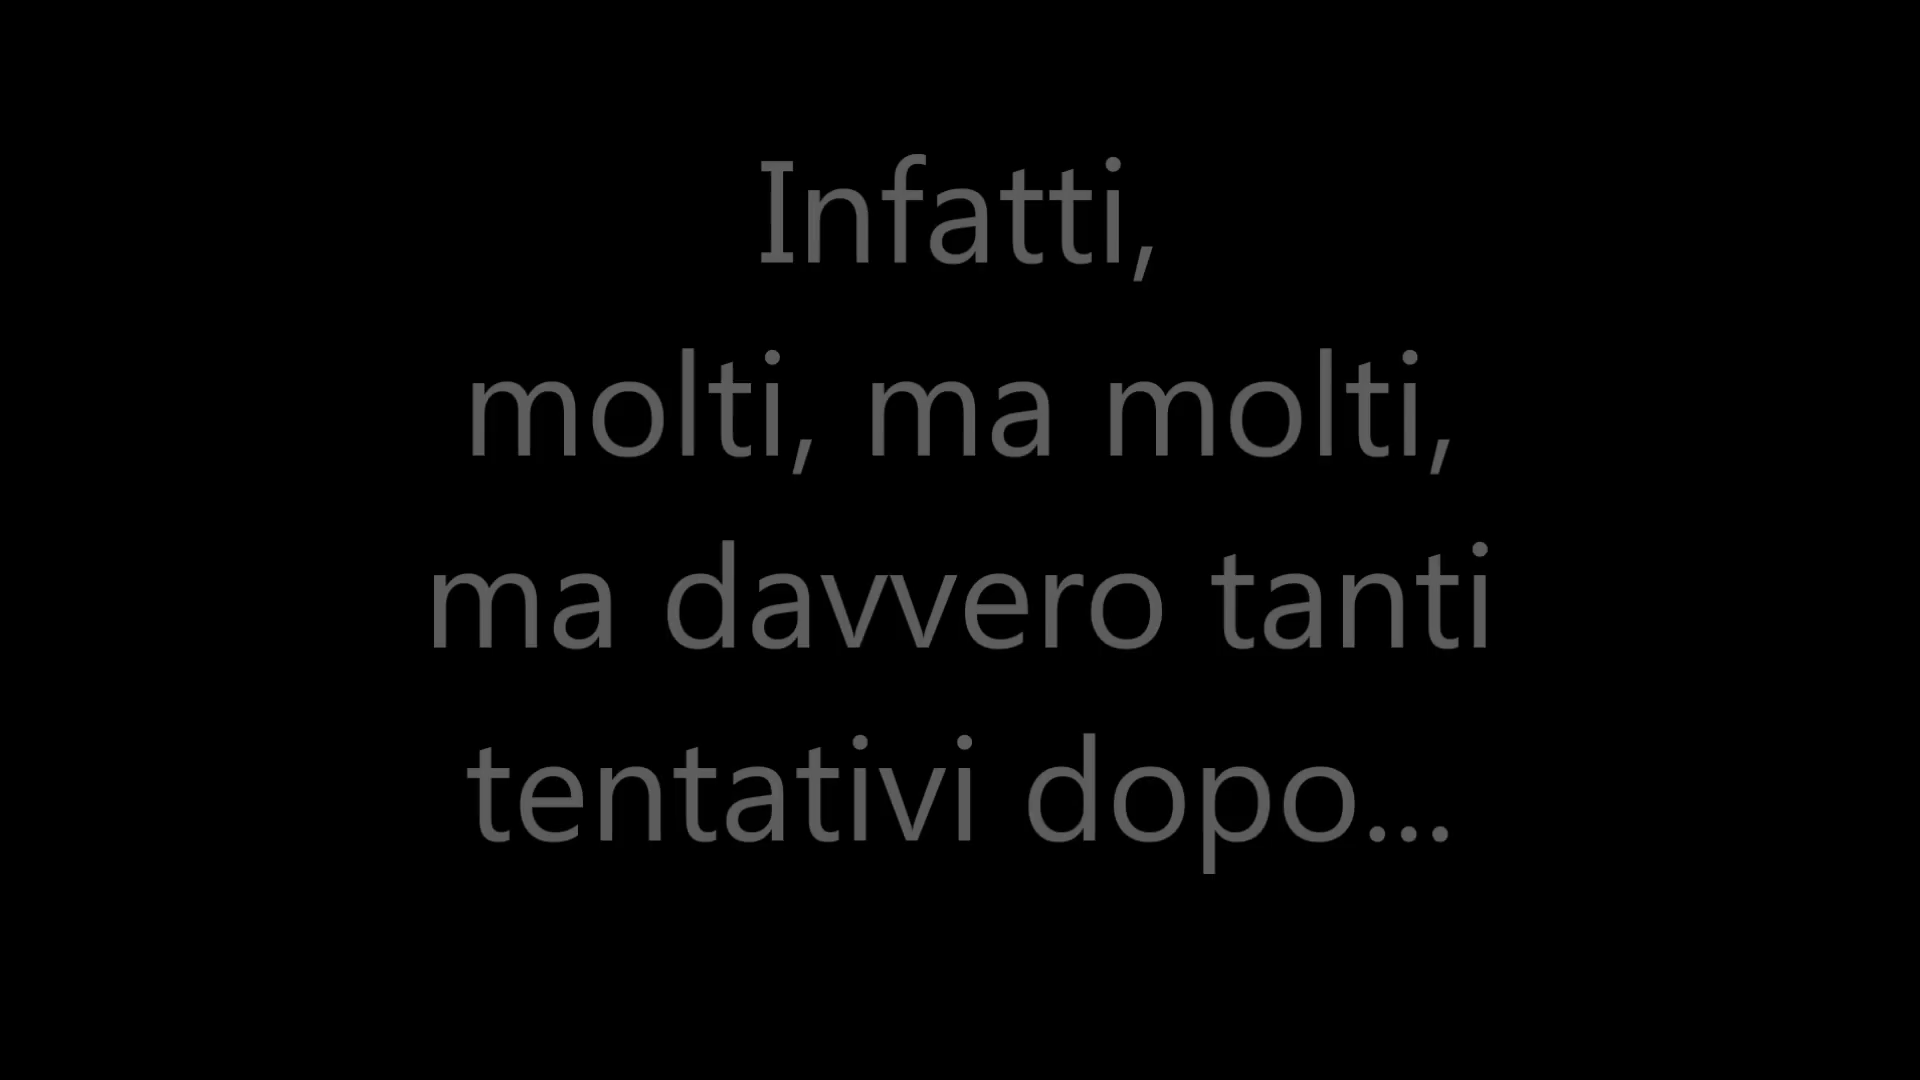 Infatti,
molti, ma molti,
ma davvero tanti
tentativi dopo...